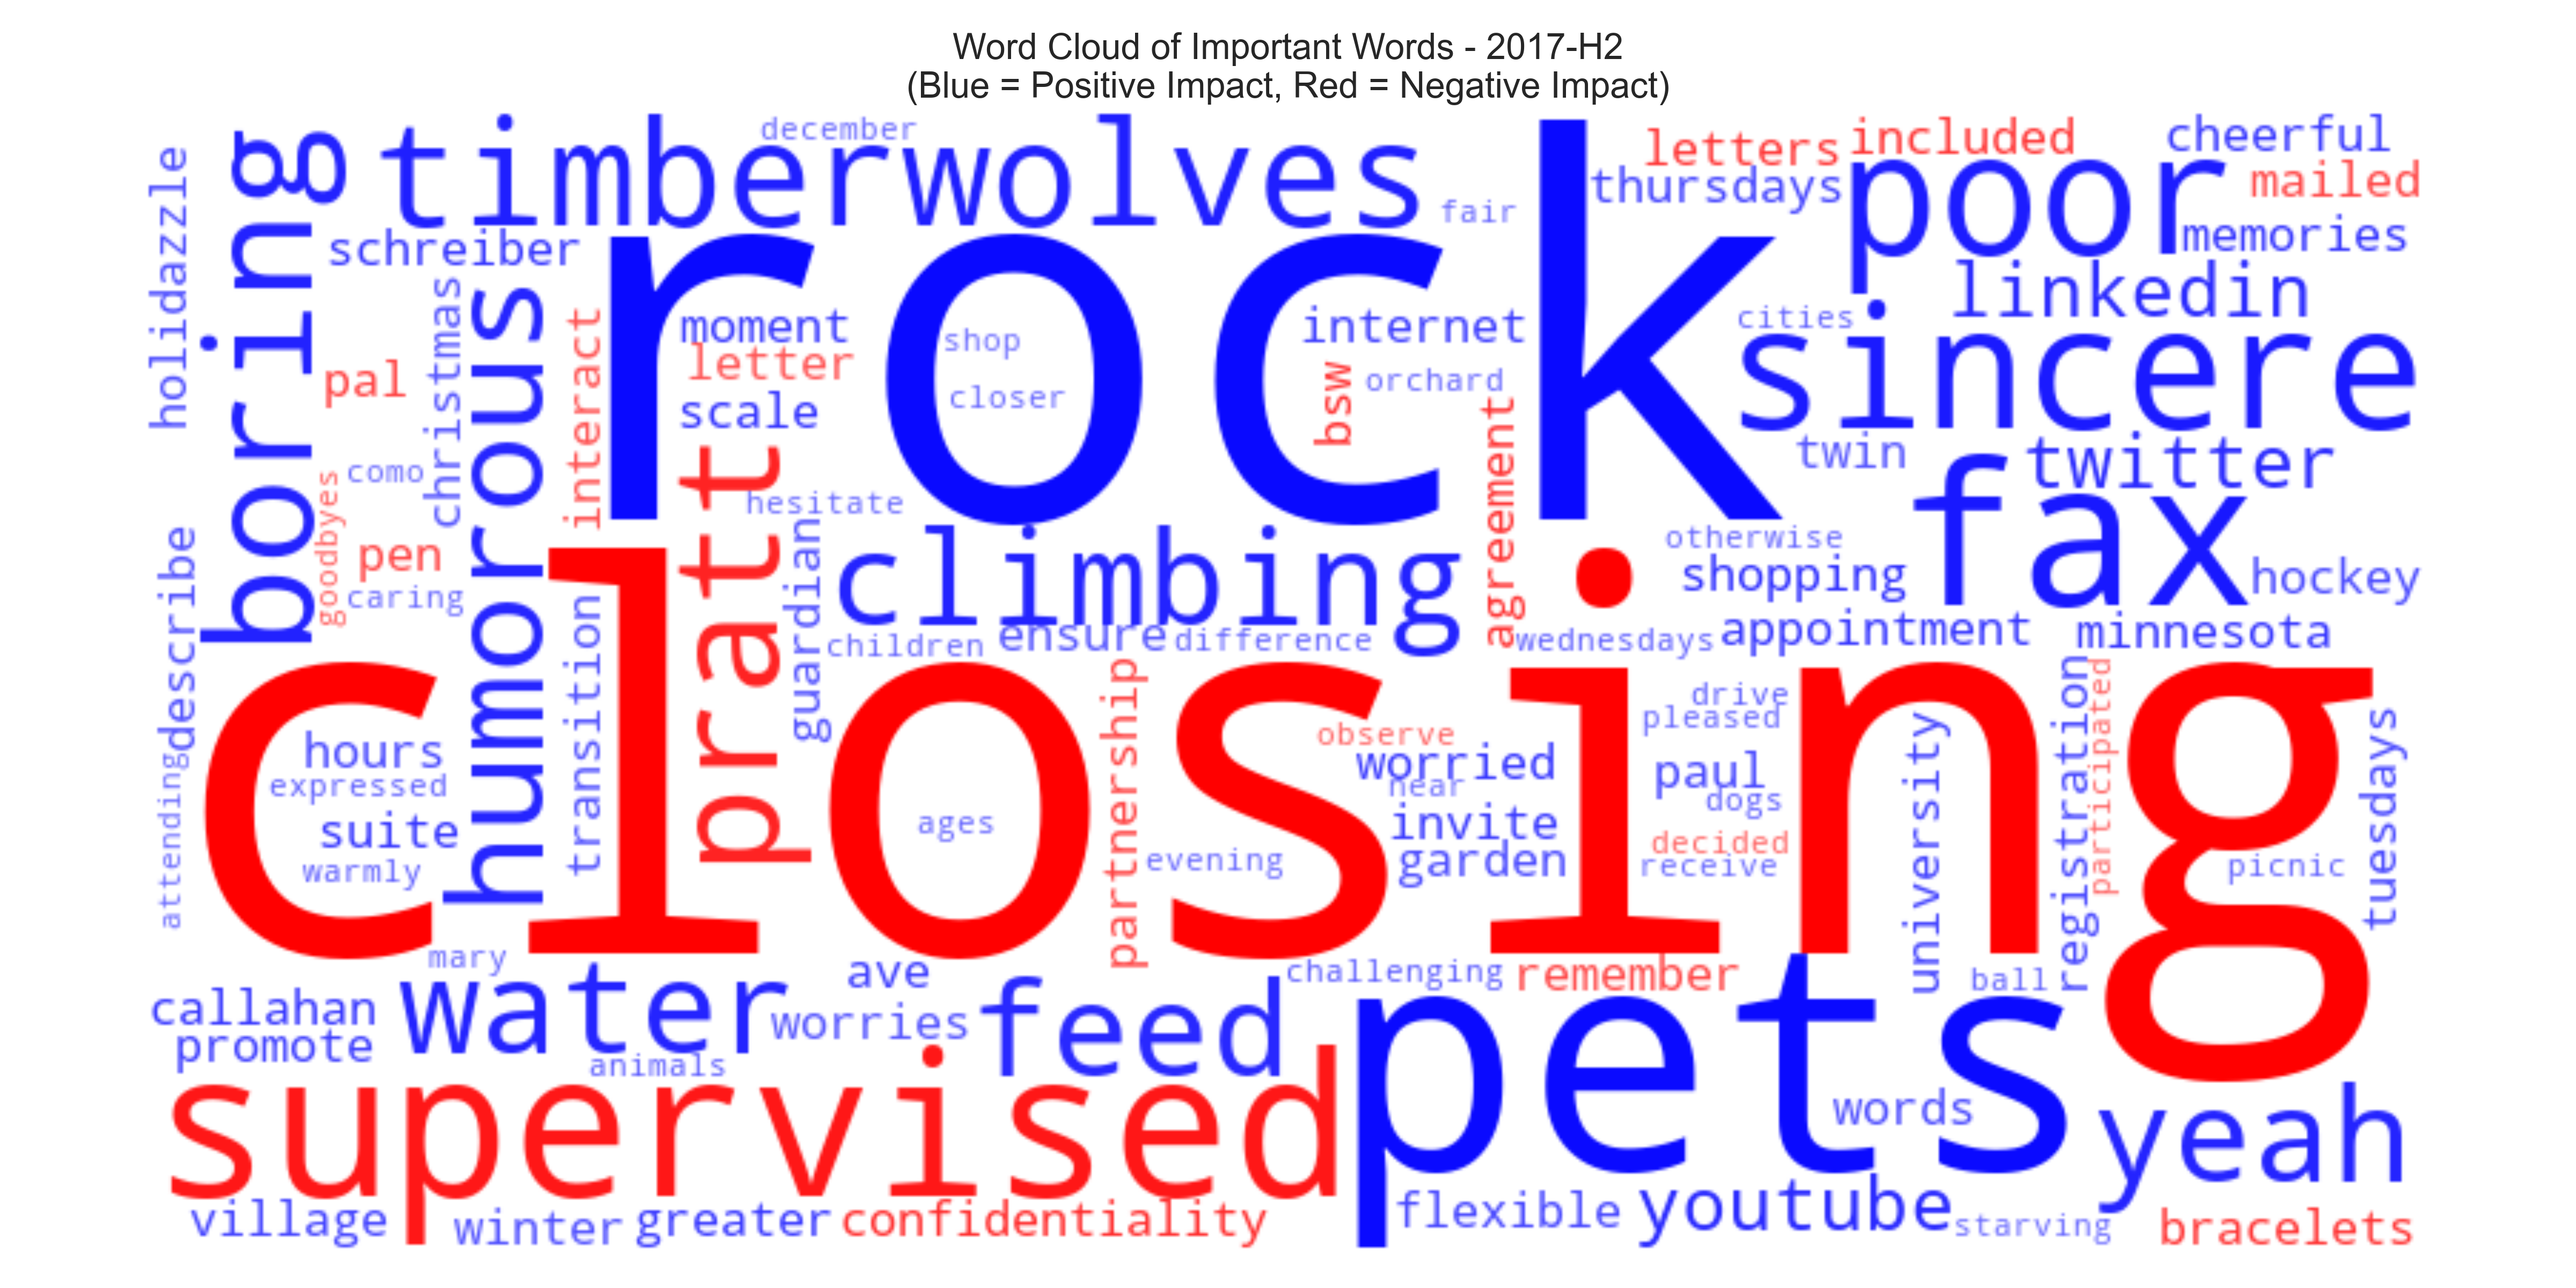 Word Cloud of Important Words - 2017-H2
(Blue = Positive Impact, Red = Negative Impact)
december
timberwolves
letters
included
cheerful
thursdays
poor
mailed
fair
holidazzle
boring
schreiber
rock
memories
linkedin
christmas
humorous
interact
moment
shop
internet
cities
sincere
pal
letter
closer
bsw
orchard
scale
agreement
como
pratt
twin
twitter
goodbyes
hesitate
fax
describe
pen
guardian
climbing
otherwise
shopping
hockey
caring
transition
children
ensure
difference
wednesdays
appointment
minnesota
closing
partnership
drive
pleased
university
registration
participated
tuesdays
hours
observe
worried
near
paul
attending
expressed
dogs
suite
ages
invite
decided
warmly
evening
garden
receive
picnic
mary
ave
challenging
remember
ball
callahan
water
worries
feed
pets
promote
animals
supervised
words
yeah
village
winter
greater
confidentiality
flexible
youtube
starving
bracelets